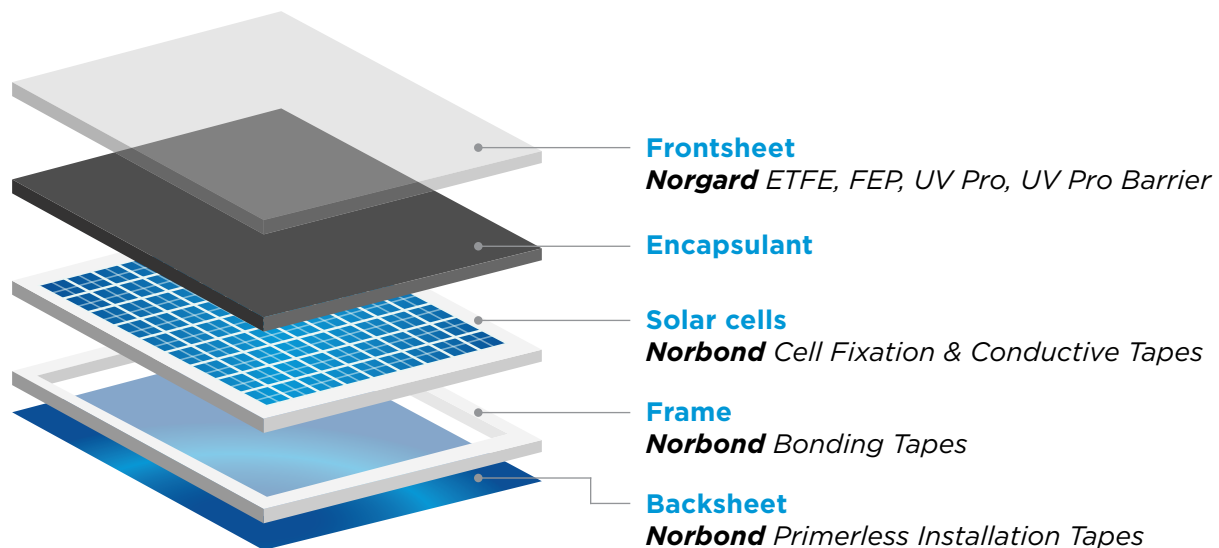 Frontsheet
Norgard ETFE, FEP, UV Pro, UV Pro Barrier
Encapsulant
Solar cells
Norbond Cell Fixation & Conductive Tapes
Frame
Norbond Bonding Tapes
Backsheet
Norbond Primerless Installation Tapes